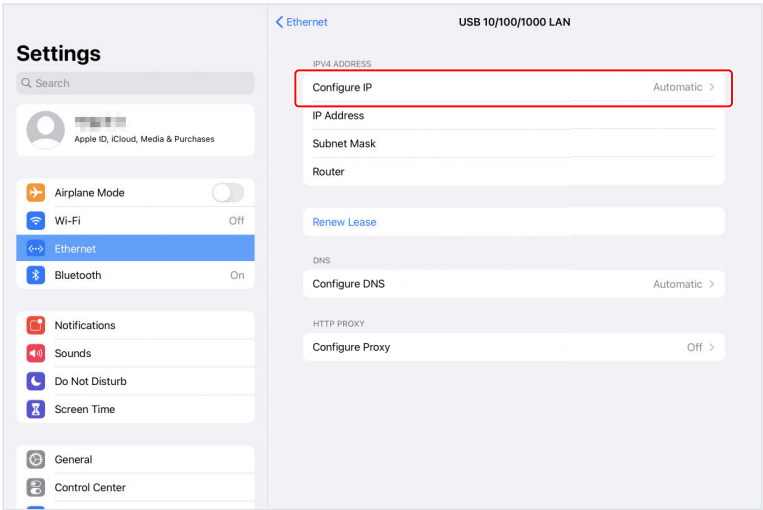 Settings
Search
Apple ID, iCloud, Media & Purchases
Airplane Mode
Wi-Fi Off
Ethernet
Bluetooth On
Notifications
Sounds
Do Not Disturb
Screen Time
General
Control Center
Ethernet
USB 10/100/1000 LAN
IPV4 ADDRESS
Configure IP Automatic
IP Address
Subnet Mask
Router
Renew Lease
DNS
Configure DNS Automatic
HTTP PROXY
Configure Proxy Off